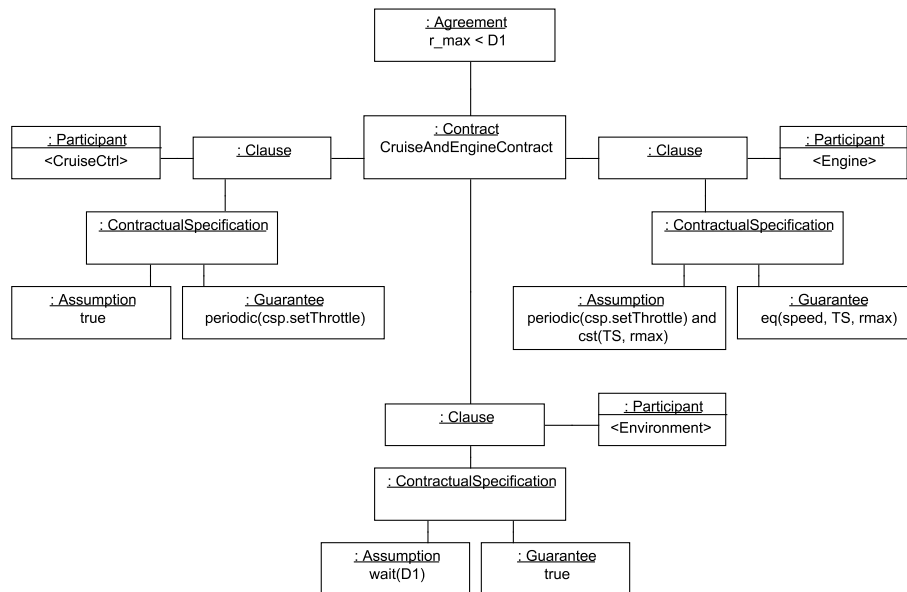 : Agreement
r_max < D1
: Contract
CruiseAndEngineContract
: Participant
<CruiseCtrl>
: Clause
: Clause
: Participant
<Engine>
: ContractualSpecification
: ContractualSpecification
: Assumption
true
: Guarantee
periodic(csp.setThrottle)
: Assumption
periodic(csp.setThrottle) and
cst(TS, rmax)
: Guarantee
eq(speed, TS, rmax)
: Clause
: Participant
<Environment>
: ContractualSpecification
: Assumption
wait(D1)
: Guarantee
true